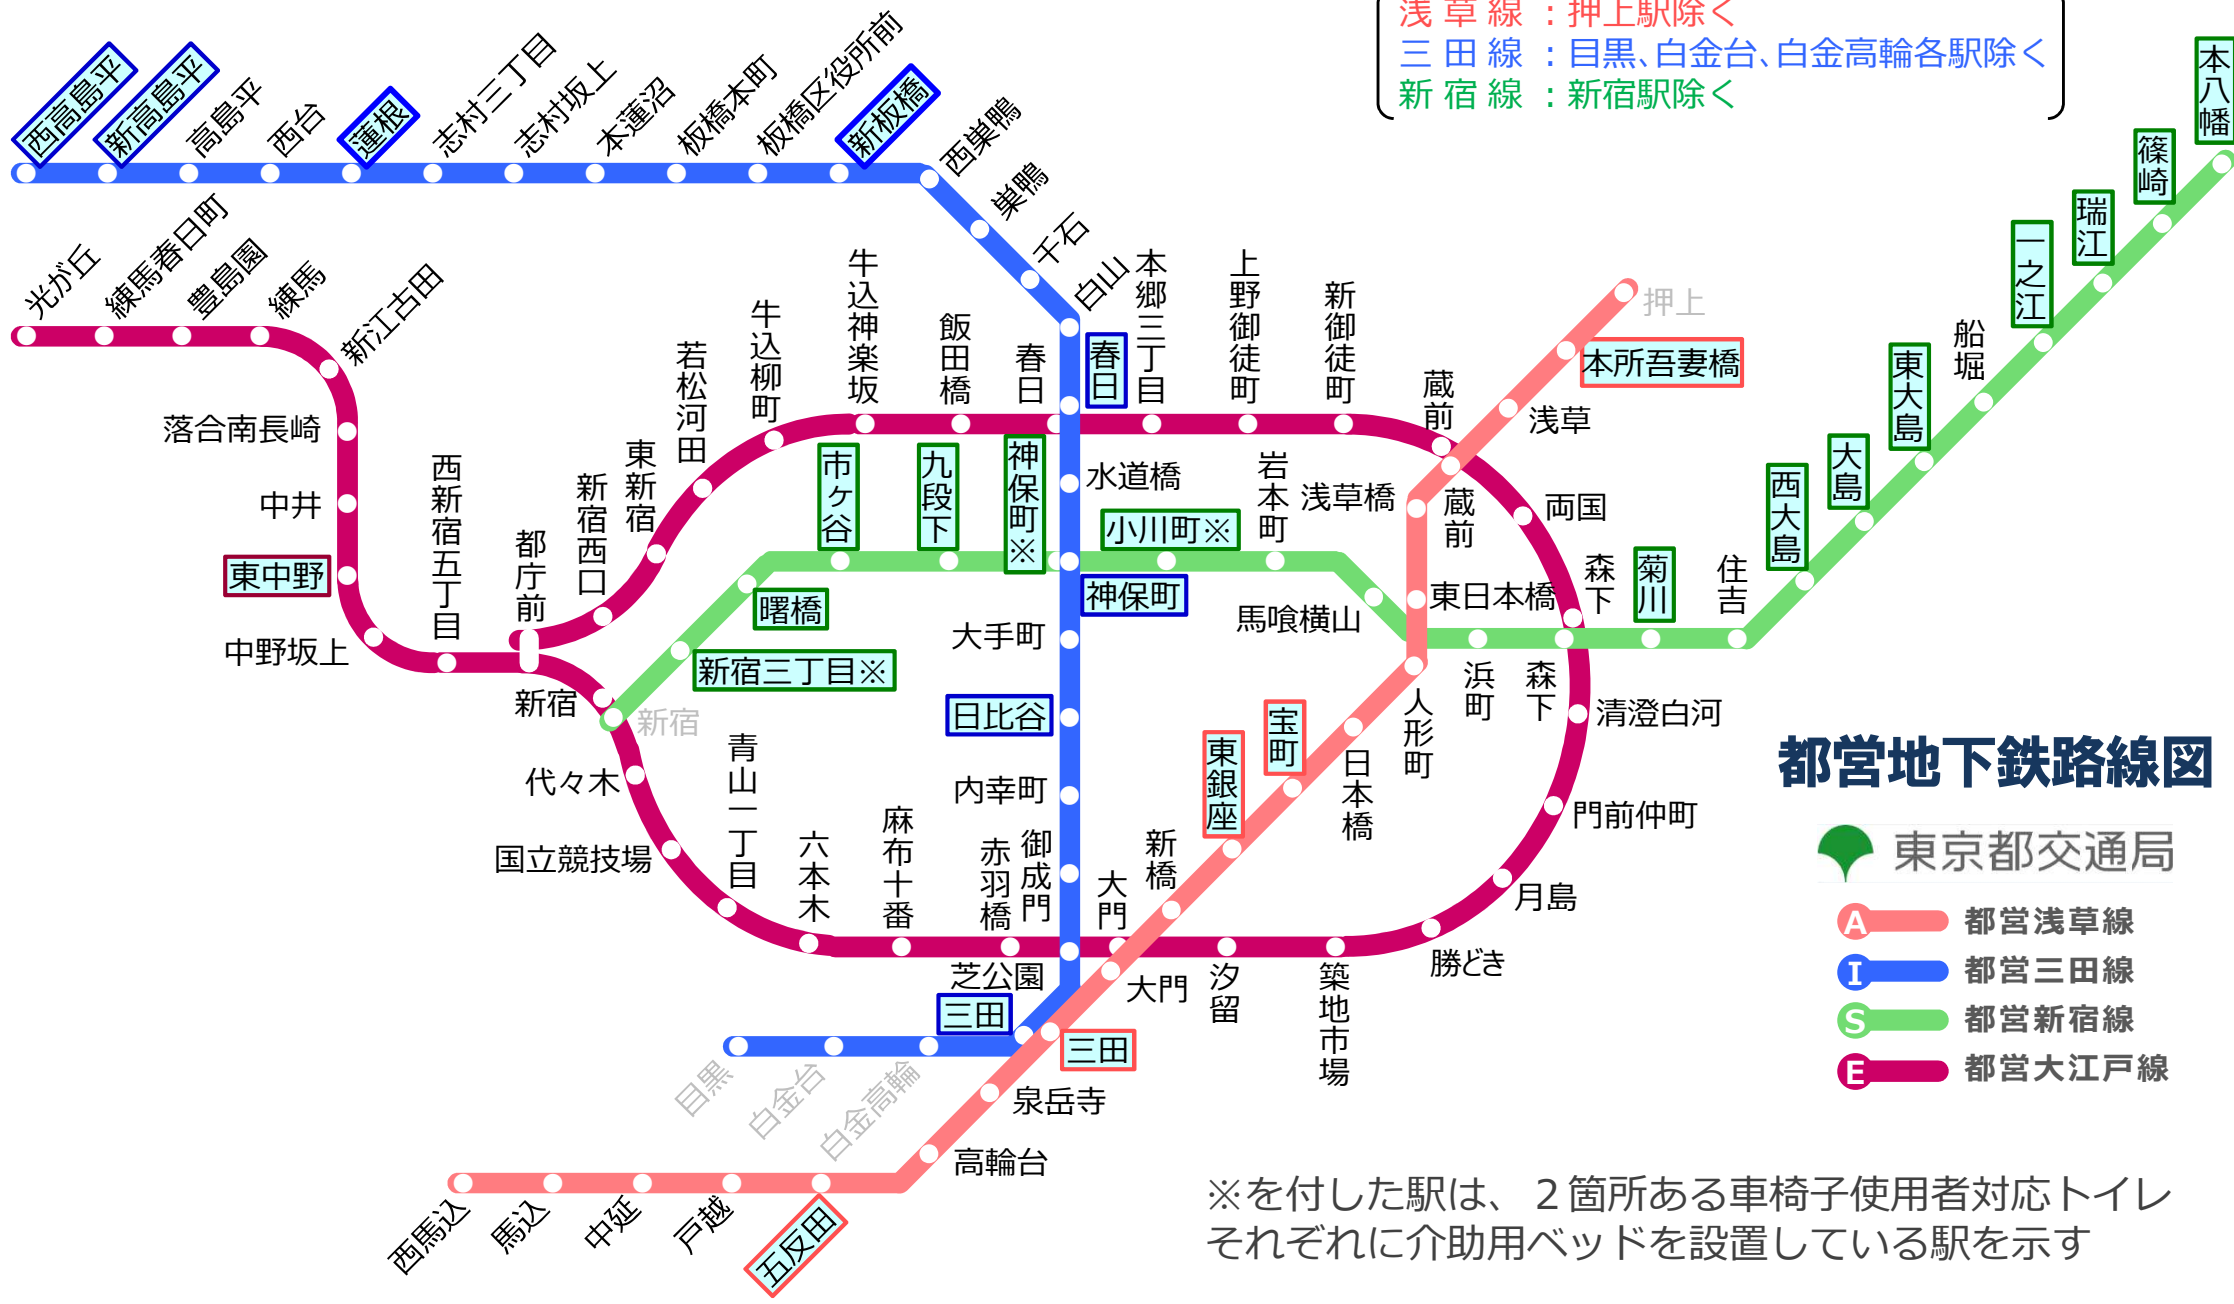 浅草線：押上駅除く
三田線：目黒、白金台、白金高輪各駅除く
新宿線：新宿駅除く
西高島平
新高島平
高島平
西台
蓮根
志村三丁目
志村坂上
本蓮沼
板橋本町
板橋区役所前
新板橋
西巣鴨
巣鴨
千石
白山
春日
水道橋
神保町
大手町
日比谷
内幸町
御成門
芝公園
三田
白金高輪
白金台
目黒
光が丘
練馬春日町
豊島園
練馬
新江古田
落合南長崎
中井
東中野
中野坂上
西新宿五丁目
都庁前
新宿西口
東新宿
若松河田
牛込柳町
牛込神楽坂
飯田橋
春日
本郷三丁目
上野御徒町
新御徒町
蔵前
両国
森下
清澄白河
門前仲町
月島
勝どき
築地市場
汐留
大門
赤羽橋
麻布十番
六本木
青山一丁目
国立競技場
代々木
新宿
新宿
新宿三丁目※
曙橋
市ヶ谷
九段下
神保町※
小川町※
岩本町
馬喰横山
浜町
森下
菊川
住吉
西大島
大島
東大島
船堀
一之江
瑞江
篠崎
本八幡
押上
本所吾妻橋
浅草
蔵前
浅草橋
東日本橋
人形町
日本橋
宝町
東銀座
新橋
大門
三田
泉岳寺
高輪台
五反田
戸越
中延
馬込
西馬込
都営地下鉄路線図
東京都交通局
A 都営浅草線
I 都営三田線
S 都営新宿線
E 都営大江戸線
※を付した駅は、２箇所ある車椅子使用者対応トイレ
それぞれに介助用ベッドを設置している駅を示す